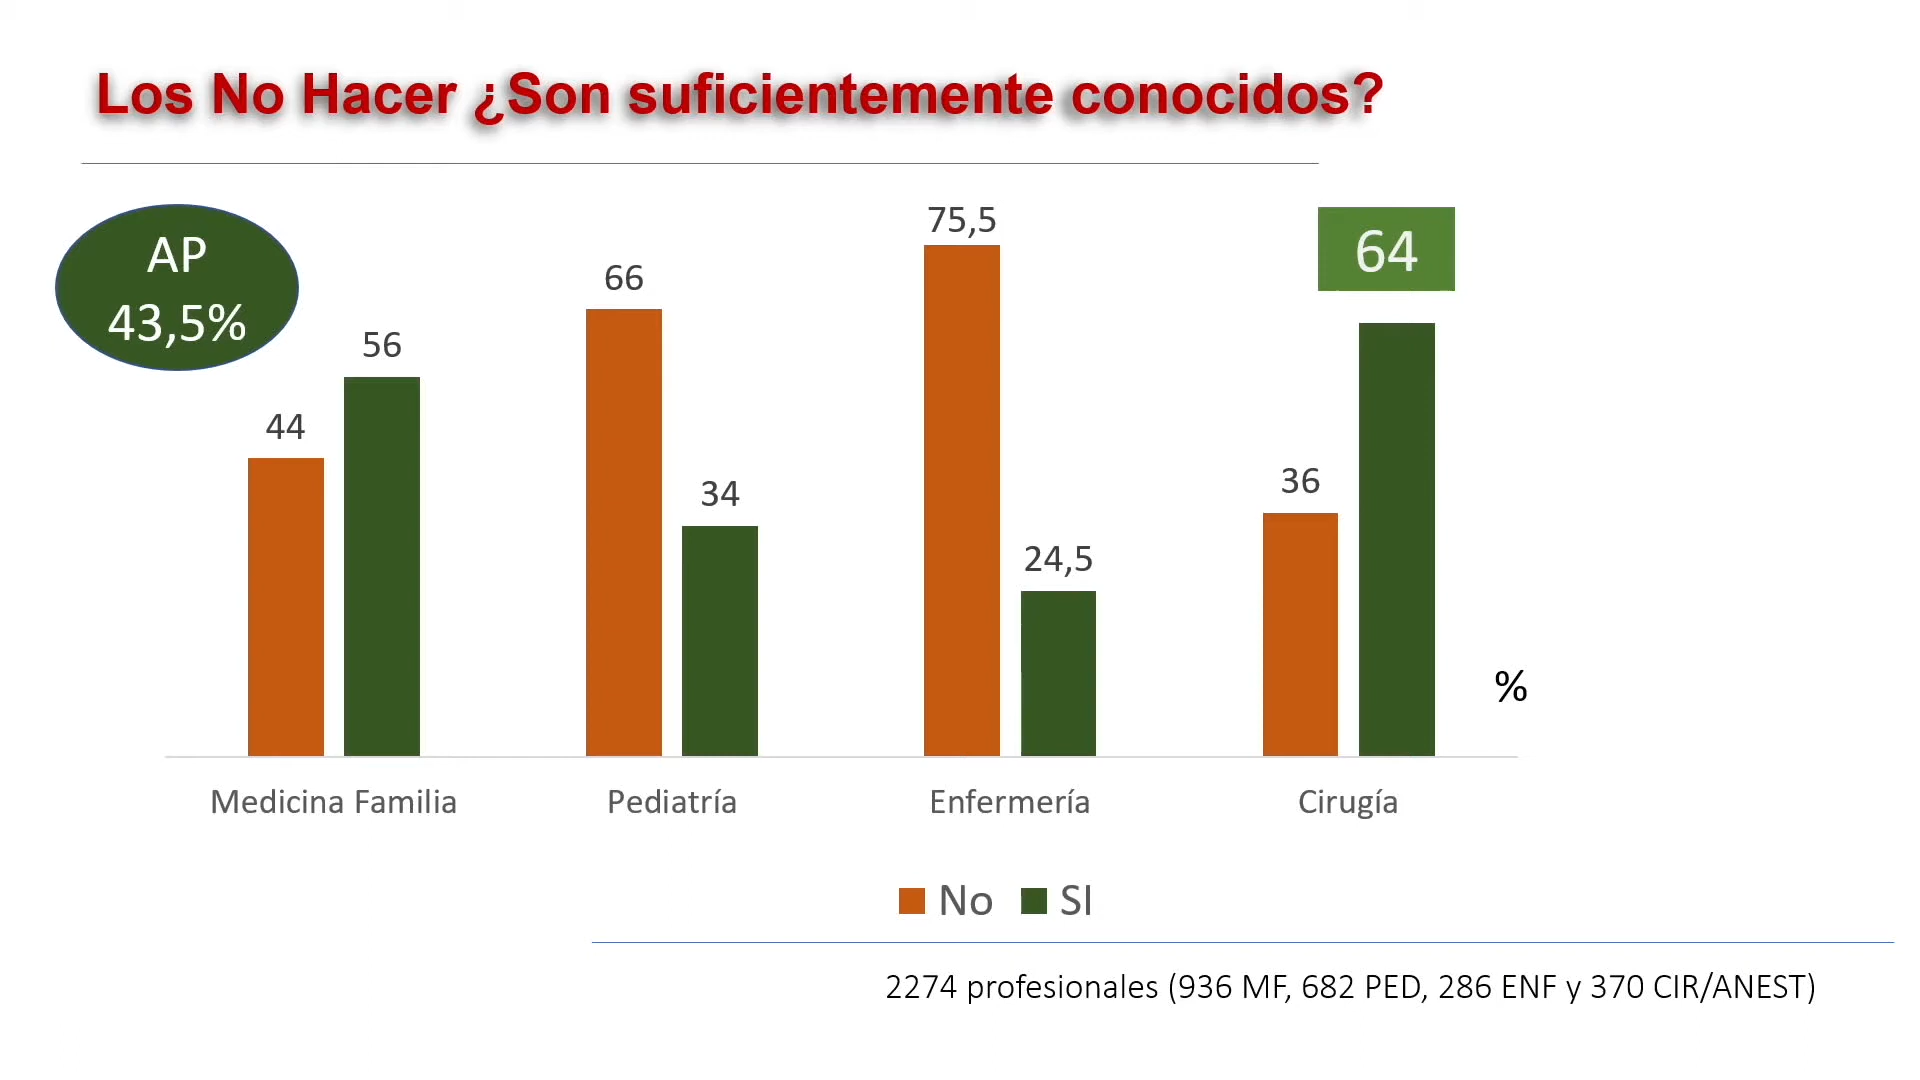 Los No Hacer ¿Son suficientemente conocidos?
AP
43,5%
44
56
66
34
75,5
24,5
36
64
%
Medicina Familia
Pediatría
Enfermería
Cirugía
No
SI
2274 profesionales (936 MF, 682 PED, 286 ENF y 370 CIR/ANEST)